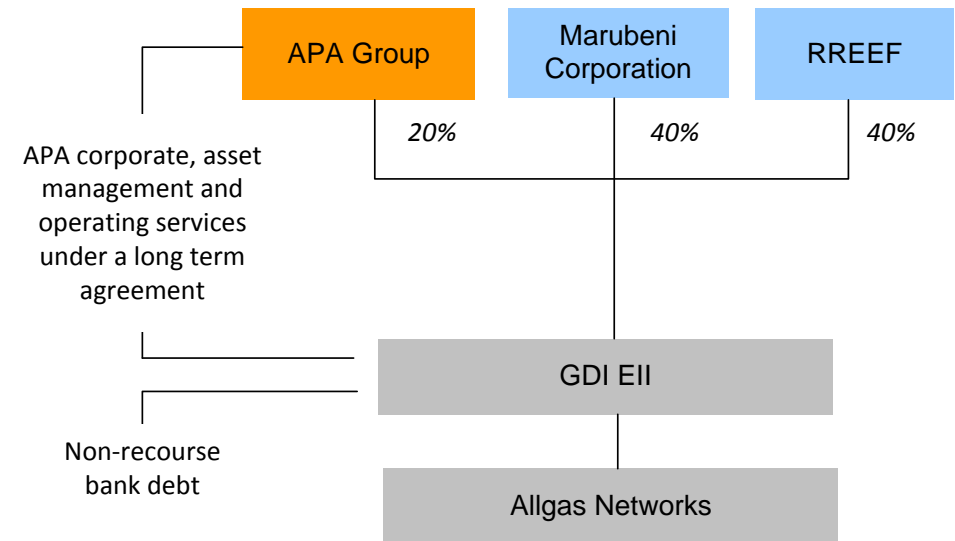 APA Group
Marubeni
Corporation
RREEF
20%
40%
40%
APA corporate, asset
management and
operating services
under a long term
agreement
GDI EII
Non-recourse
bank debt
Allgas Networks